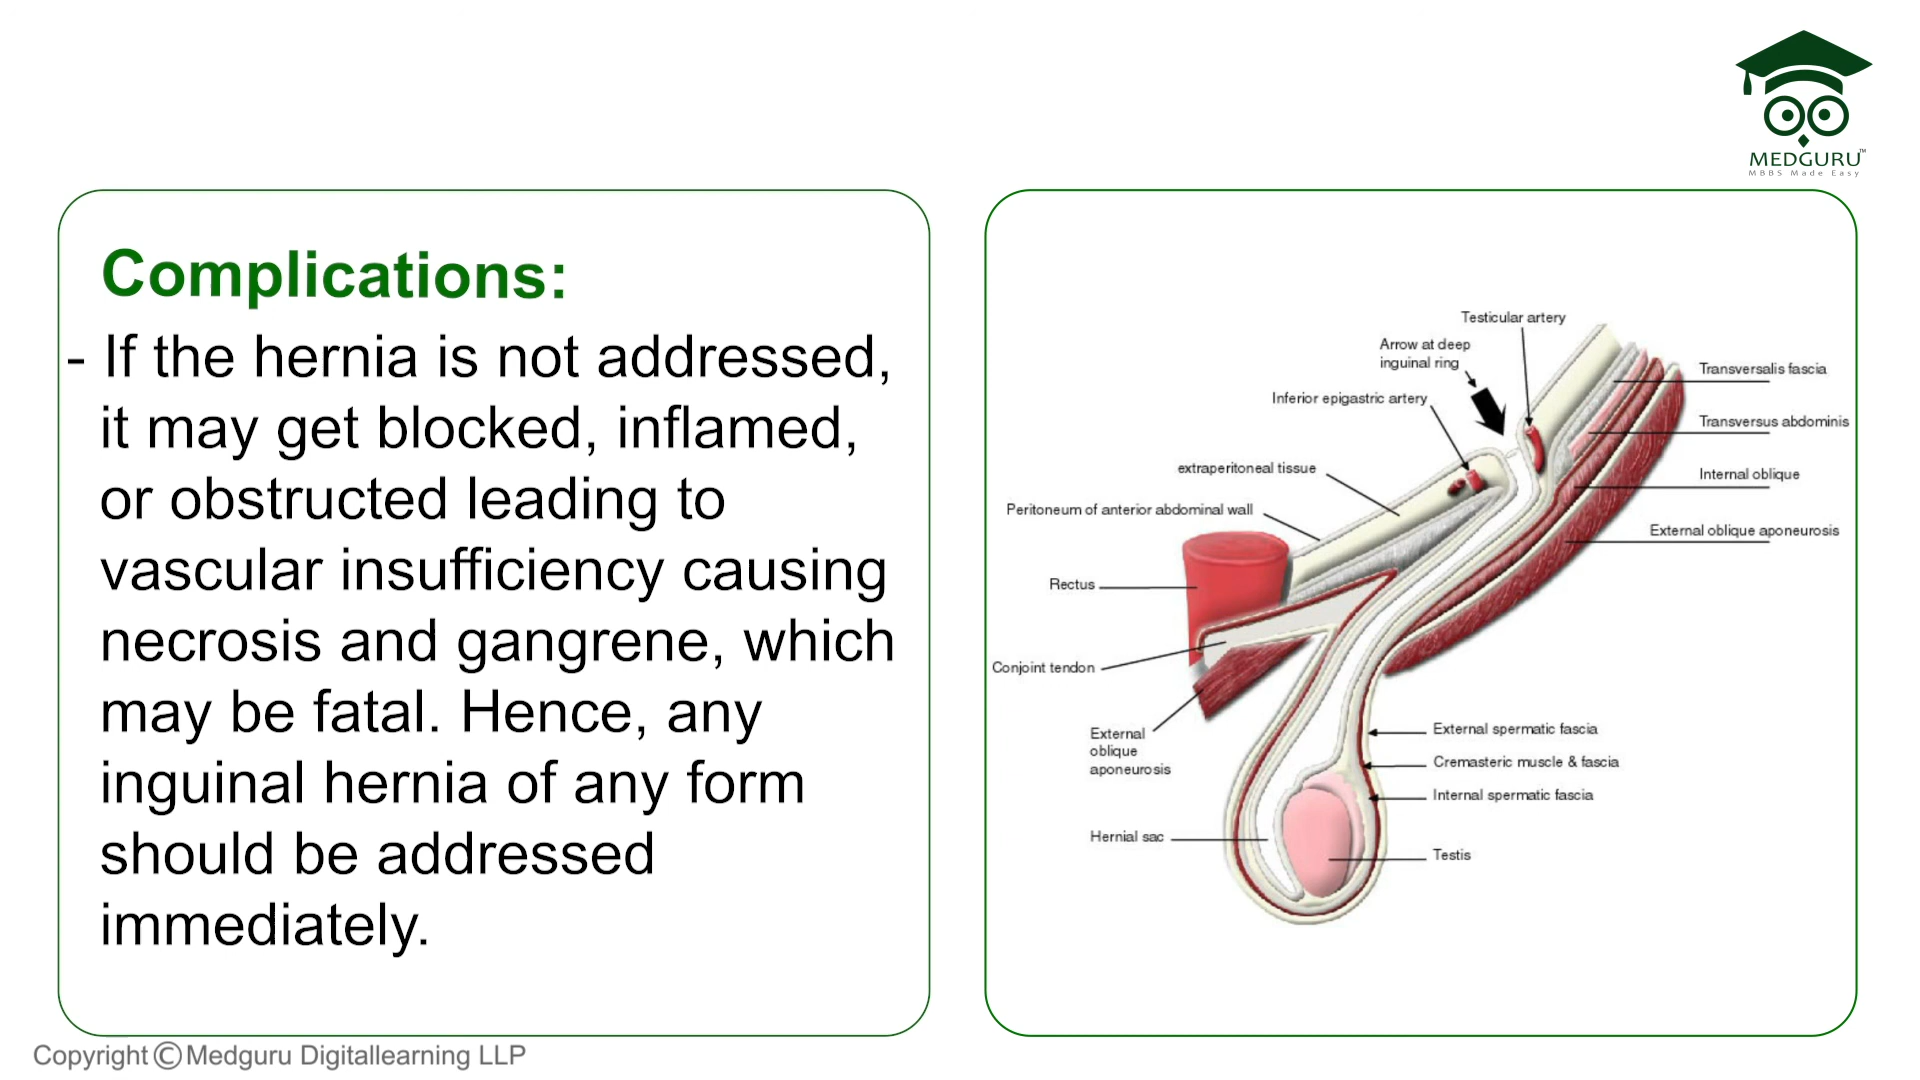 MEDGURU™
MBBS Made Easy
Complications:
- If the hernia is not addressed,
it may get blocked, inflamed,
or obstructed leading to
vascular insufficiency causing
necrosis and gangrene, which
may be fatal. Hence, any
inguinal hernia of any form
should be addressed
immediately.
Testicular artery
Arrow at deep
inguinal ring
Inferior epigastric artery
extraperitoneal tissue
Peritoneum of anterior abdominal wall
Rectus
Conjoint tendon
External
oblique
aponeurosis
Hernial sac
Transversalis fascia
Transversus abdominis
Internal oblique
External oblique aponeurosis
External spermatic fascia
Cremasteric muscle & fascia
Internal spermatic fascia
Testis
Copyright © Medguru Digitallearning LLP